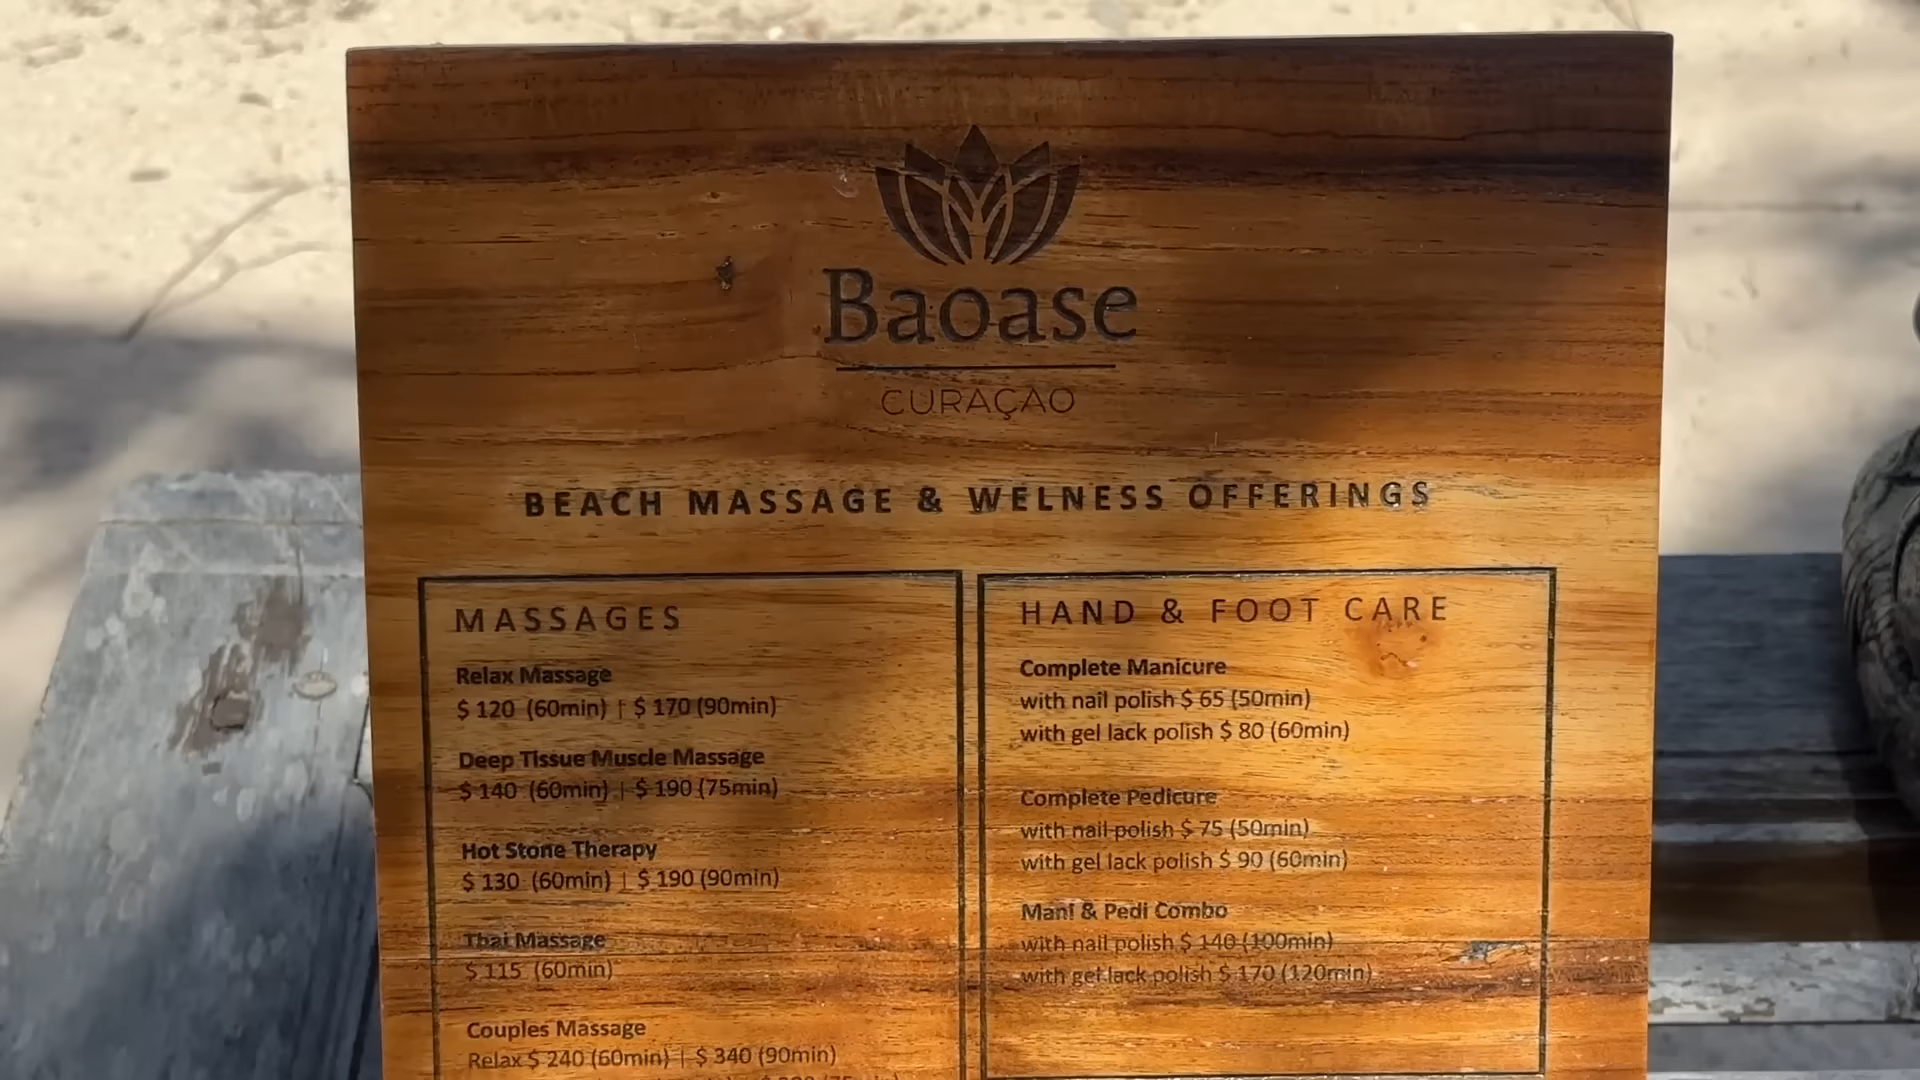 Baoase
CURAÇAO
BEACH MASSAGE & WELNESS OFFERINGS
MASSAGES
Relax Massage
$ 120 (60min) | $ 170 (90min)
Deep Tissue Muscle Massage
$ 140 (60min) | $ 190 (75min)
Hot Stone Therapy
$ 130 (60min) | $ 190 (90min)
Thai Massage
$ 115 (60min)
Couples Massage
Relax $ 240 (60min) | $ 340 (90min)
HAND & FOOT CARE
Complete Manicure
with nail polish $ 65 (50min)
with gel lack polish $ 80 (60min)
Complete Pedicure
with nail polish $ 75 (50min)
with gel lack polish $ 90 (60min)
Mani & Pedi Combo
with nail polish $ 140 (100min)
with gel lack polish $ 170 (120min)